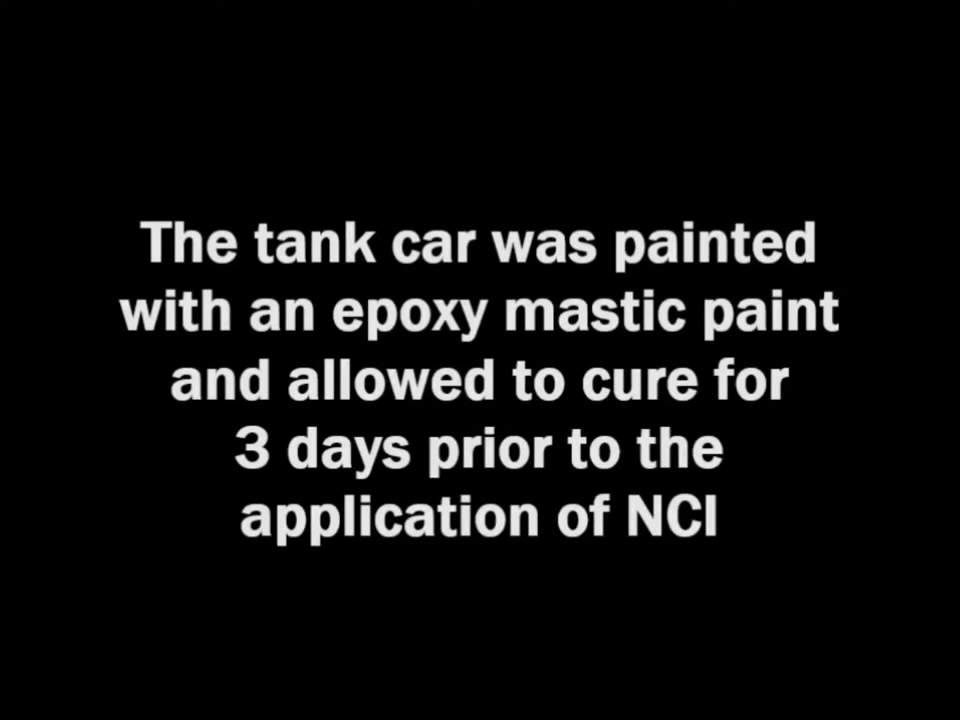 The tank car was painted
with an epoxy mastic paint
and allowed to cure for
3 days prior to the
application of NCI